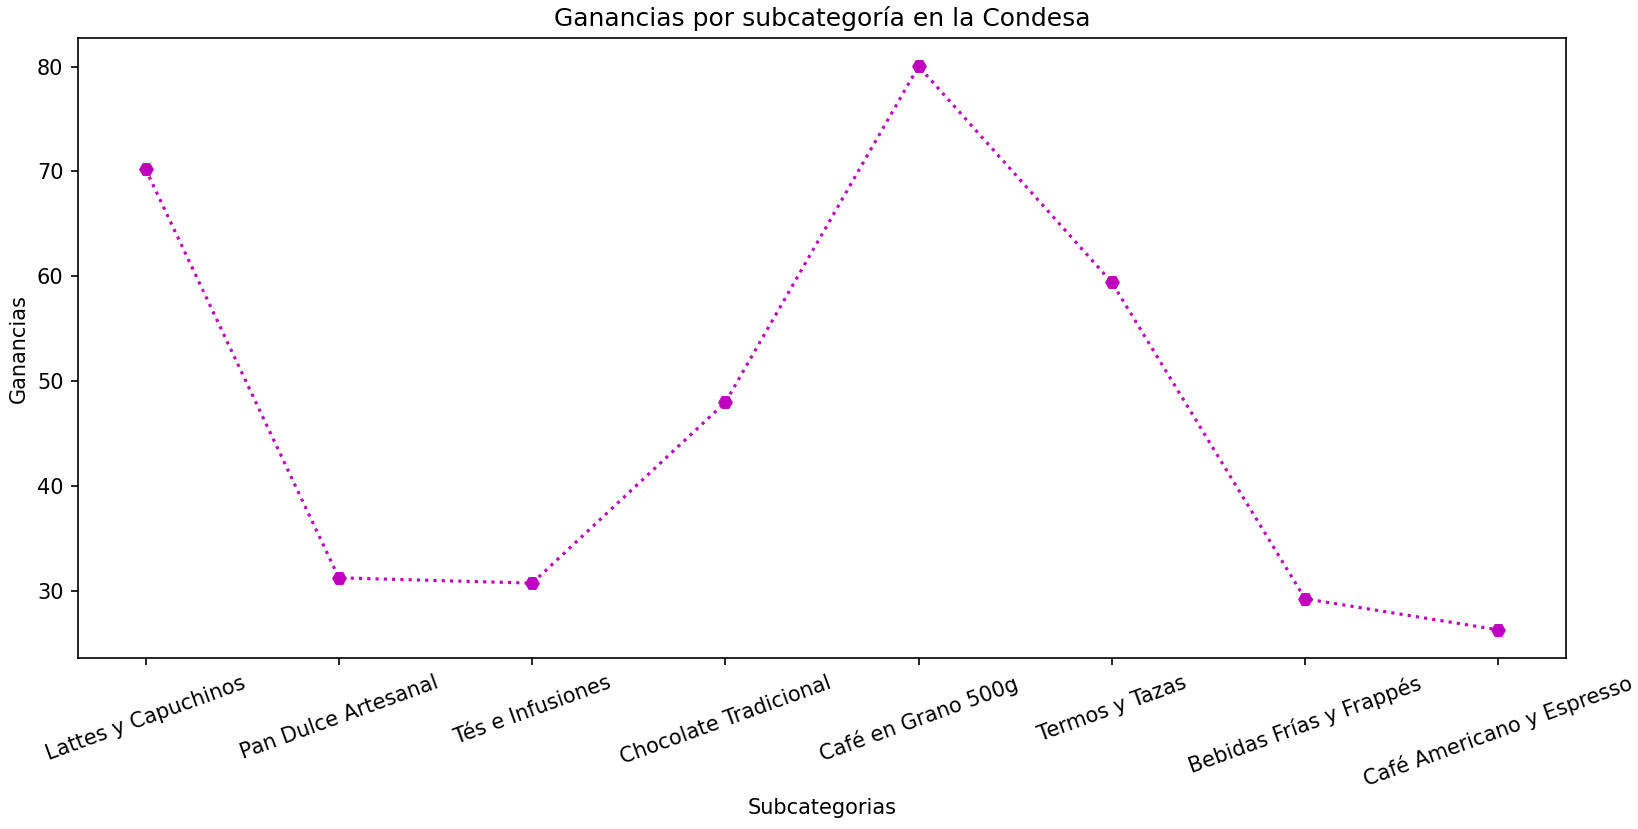 Ganancias por subcategoría en la Condesa
Ganancias
80
70
60
50
40
30
Lattes y Capuchinos
Pan Dulce Artesanal
Tés e Infusiones
Chocolate Tradicional
Café en Grano 500g
Termos y Tazas
Bebidas Frías y Frappés
Café Americano y Espresso
Subcategorias